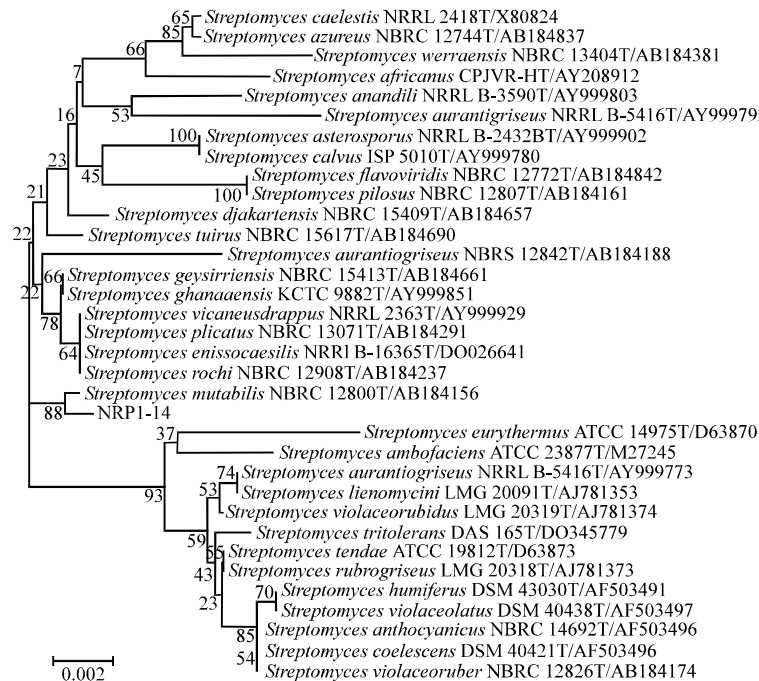 65 Streptomyces caelestis NRRL 2418T/X80824
85 Streptomyces azureus NBRC 12744T/AB184837
66 Streptomyces werraensis NBRC 13404T/AB184381
7 Streptomyces africanus CPJVR-HT/AY208912
Streptomyces anandili NRRL B-3590T/AY999803
53 Streptomyces aurantigriseus NRRL B-5416T/AY99979
16 100 Streptomyces asterosporus NRRL B-2432BT/AY999902
Streptomyces calvus ISP 5010T/AY999780
23 45 Streptomyces flavoviridis NBRC 12772T/AB184842
21 100 Streptomyces pilosus NBRC 12807T/AB184161
Streptomyces djakartensis NBRC 15409T/AB184657
22 Streptomyces tuirus NBRC 15617T/AB184690
Streptomyces aurantiogriseus NBRS 12842T/AB184188
66 Streptomyces geysirriensis NBRC 15413T/AB184661
22 Streptomyces ghanaaensis KCTC 9882T/AY999851
78 Streptomyces vicaneusdrappus NRRL 2363T/AY999929
Streptomyces plicatus NBRC 13071T/AB184291
64 Streptomyces enissocaesilis NRRl B-16365T/DO026641
Streptomyces rochi NBRC 12908T/AB184237
Streptomyces mutabilis NBRC 12800T/AB184156
88 NRP1-14
37 Streptomyces eurythermus ATCC 14975T/D63870
Streptomyces ambofaciens ATCC 23877T/M27245
74 Streptomyces aurantiogriseus NRRL B-5416T/AY999773
93 53 Streptomyces lienomycini LMG 20091T/AJ781353
Streptomyces violaceorubidus LMG 20319T/AJ781374
59 Streptomyces tritolerans DAS 165T/DO345779
55 Streptomyces tendae ATCC 19812T/D63873
43 Streptomyces rubrogriseus LMG 20318T/AJ781373
70 Streptomyces humiferus DSM 43030T/AF503491
23 Streptomyces violaceolatus DSM 40438T/AF503497
85 Streptomyces anthocyanicus NBRC 14692T/AF503496
54 Streptomyces coelescens DSM 40421T/AF503496
Streptomyces violaceoruber NBRC 12826T/AB184174
0.002